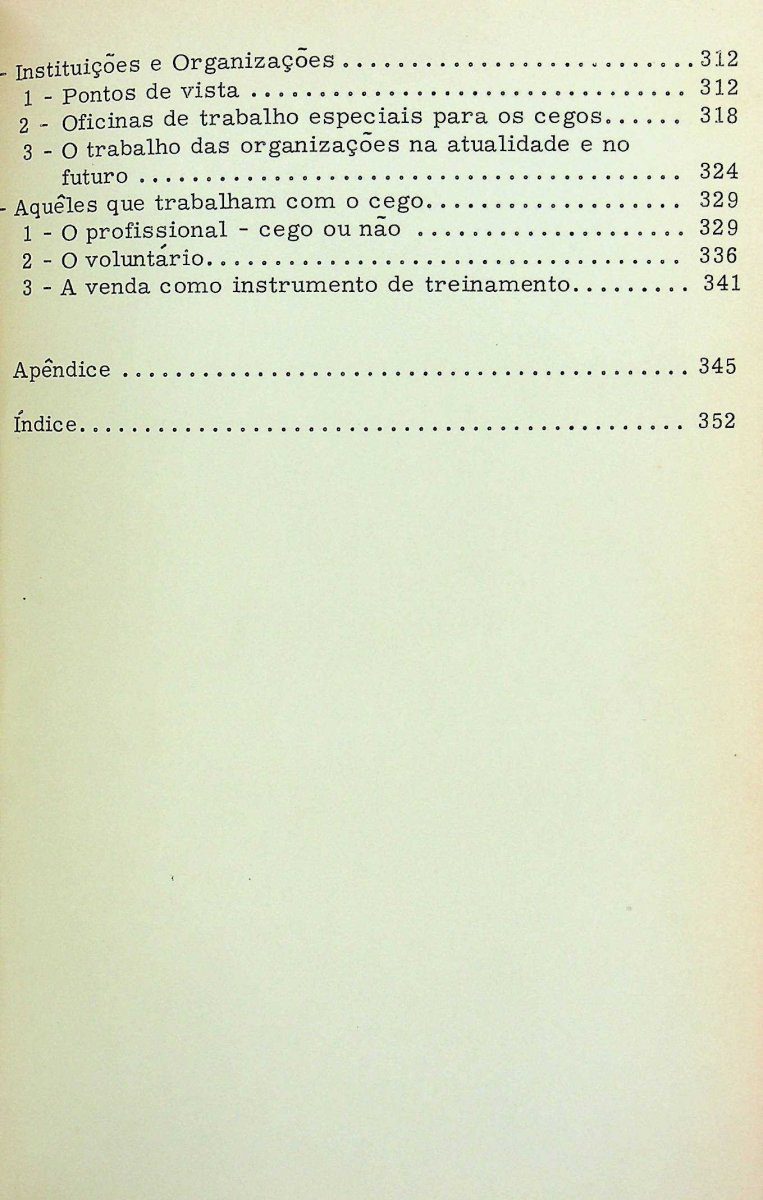 - Instituições e Organizações ........................... 312
1 - Pontos de vista ................................ 312
2 - Oficinas de trabalho especiais para os cegos...... 318
3 - O trabalho das organizações na atualidade e no
futuro ........................................ 324
- Aquêles que trabalham com o cego................... 329
1 - O profissional - cego ou não .................... 329
2 - O voluntário................................... 336
3 - A venda como instrumento de treinamento......... 341
Apêndice .......................................... 345
Índice............................................. 352